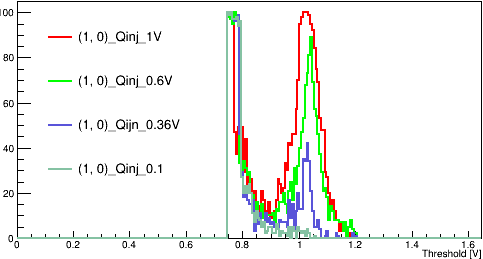 100
80
60
40
20
0
(1, 0)_Qinj_1V
(1, 0)_Qinj_0.6V
(1, 0)_Qijn_0.36V
(1, 0)_Qinj_0.1
0 0.2 0.4 0.6 0.8 1.0 1.2 1.4 1.6
Threshold [V]